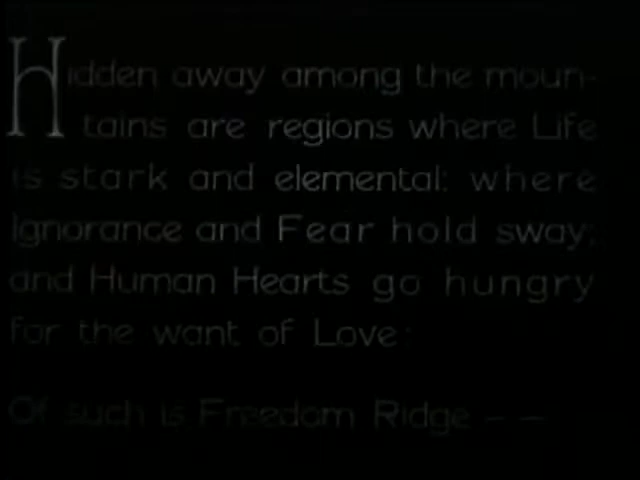 Hidden away among the moun-
tains are regions where Life
is stark and elemental: where
Ignorance and Fear hold sway;
and Human Hearts go hungry
for the want of Love:
Of such is Freedom Ridge — —